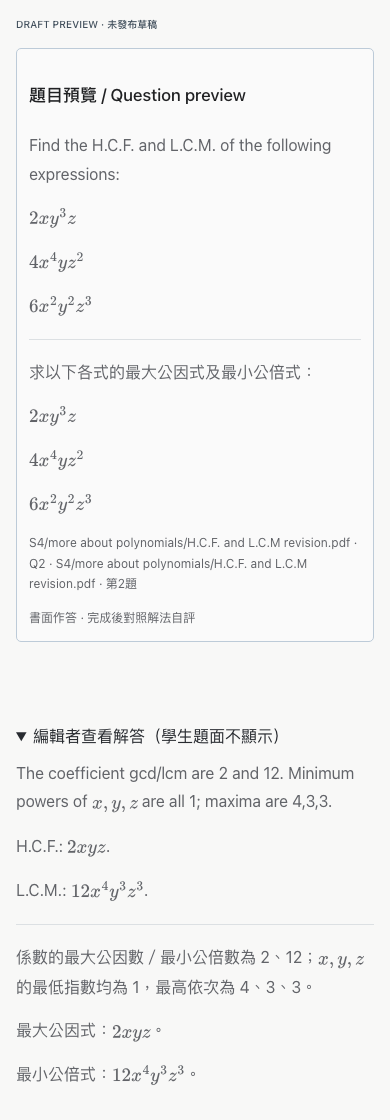 DRAFT PREVIEW · 未發布草稿
題目預覽 / Question preview
Find the H.C.F. and L.C.M. of the following
expressions:
2xy³z
4x⁴yz²
6x²y²z³
求以下各式的最大公因式及最小公倍式：
2xy³z
4x⁴yz²
6x²y²z³
S4/more about polynomials/H.C.F. and L.C.M revision.pdf ·
Q2 · S4/more about polynomials/H.C.F. and L.C.M
revision.pdf · 第2題
書面作答 · 完成後對照解法自評
▼ 編輯者查看解答（學生題面不顯示）
The coefficient gcd/lcm are 2 and 12. Minimum
powers of x, y, z are all 1; maxima are 4,3,3.
H.C.F.: 2xyz.
L.C.M.: 12x⁴y³z³.
係數的最大公因數 / 最小公倍數為 2、12；x, y, z
的最低指數均為 1，最高依次為 4、3、3。
最大公因式：2xyz。
最小公倍式：12x⁴y³z³。